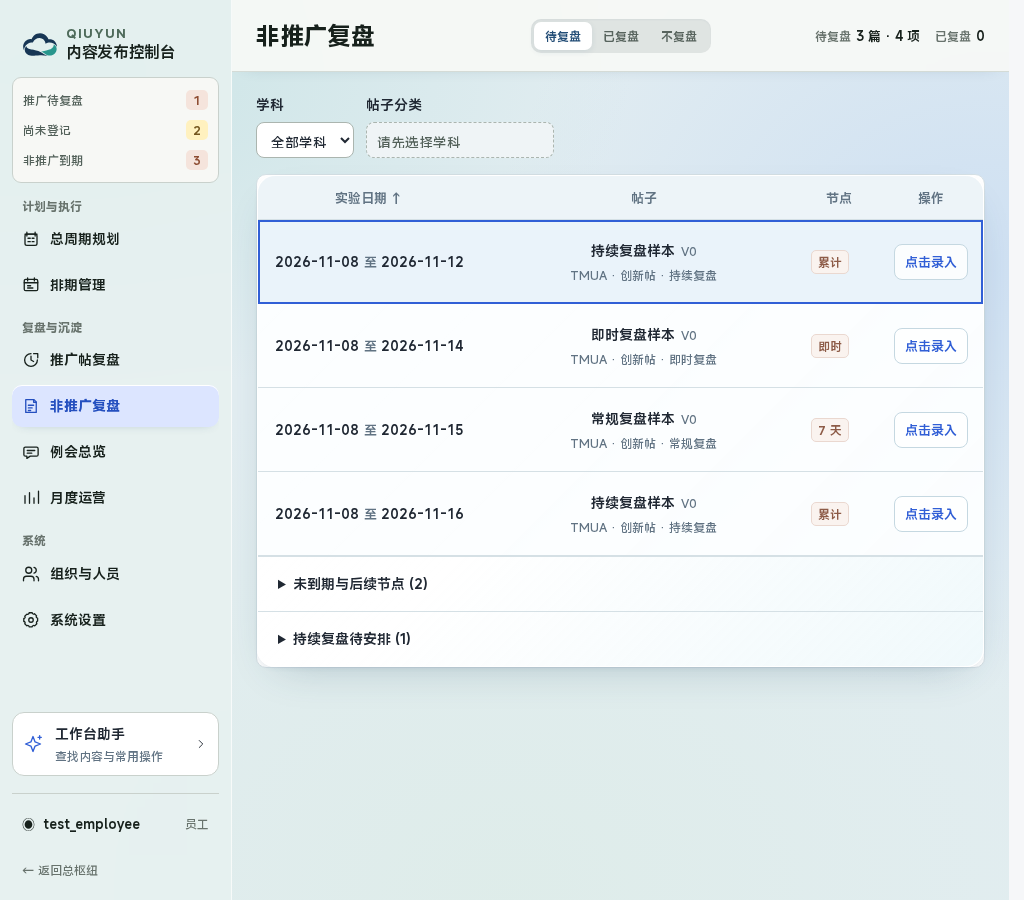 QIUYUN
内容发布控制台
推广待复盘 1
尚未登记 2
非推广到期 3
计划与执行
总周期规划
排期管理
复盘与沉淀
推广帖复盘
非推广复盘
例会总览
月度运营
系统
组织与人员
系统设置
工作台助手
查找内容与常用操作
test_employee 员工
← 返回总枢纽
非推广复盘
待复盘 已复盘 不复盘
待复盘 3 篇 · 4 项 已复盘 0
学科 帖子分类
全部学科 请先选择学科
实验日期 ↑ 帖子 节点 操作
2026-11-08 至 2026-11-12 持续复盘样本 V0 累计 点击录入
TMUA · 创新帖 · 持续复盘
2026-11-08 至 2026-11-14 即时复盘样本 V0 即时 点击录入
TMUA · 创新帖 · 即时复盘
2026-11-08 至 2026-11-15 常规复盘样本 V0 7 天 点击录入
TMUA · 创新帖 · 常规复盘
2026-11-08 至 2026-11-16 持续复盘样本 V0 累计 点击录入
TMUA · 创新帖 · 持续复盘
▶ 未到期与后续节点 (2)
▶ 持续复盘待安排 (1)